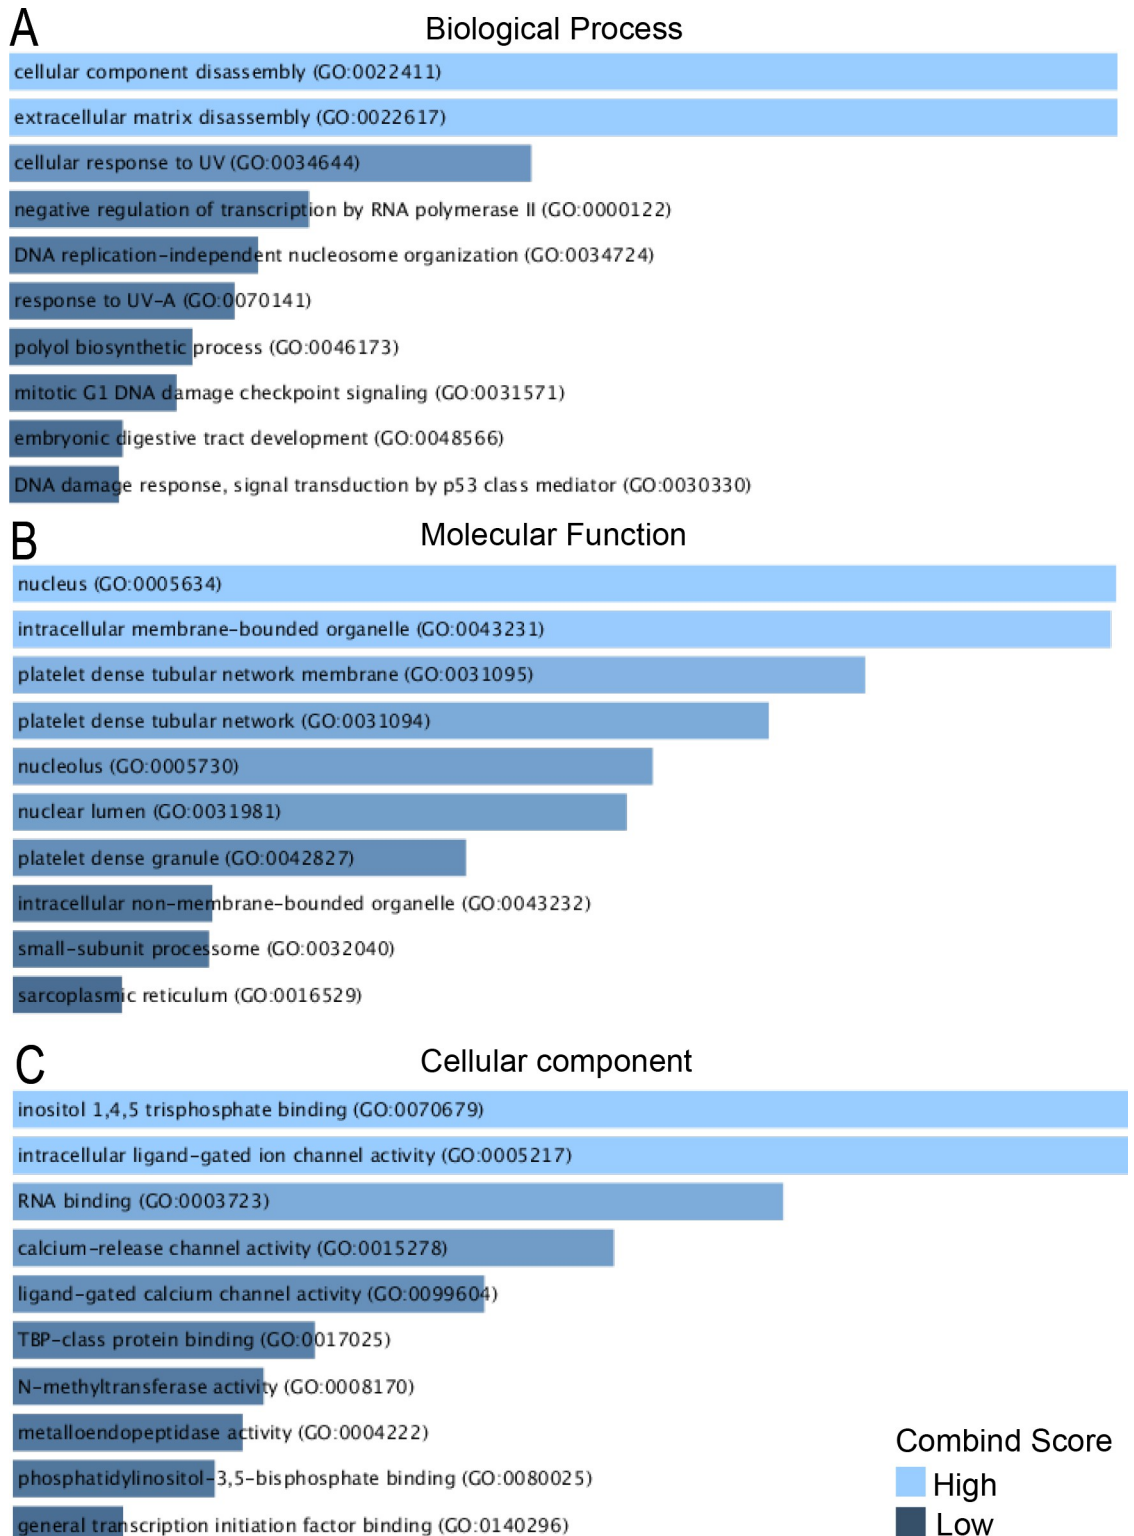 A
Biological Process
cellular component disassembly (GO:0022411)
extracellular matrix disassembly (GO:0022617)
cellular response to UV (GO:0034644)
negative regulation of transcription by RNA polymerase II (GO:0000122)
DNA replication-independent nucleosome organization (GO:0034724)
response to UV-A (GO:0070141)
polyol biosynthetic process (GO:0046173)
mitotic G1 DNA damage checkpoint signaling (GO:0031571)
embryonic digestive tract development (GO:0048566)
DNA damage response, signal transduction by p53 class mediator (GO:0030330)
B
Molecular Function
nucleus (GO:0005634)
intracellular membrane-bounded organelle (GO:0043231)
platelet dense tubular network membrane (GO:0031095)
platelet dense tubular network (GO:0031094)
nucleolus (GO:0005730)
nuclear lumen (GO:0031981)
platelet dense granule (GO:0042827)
intracellular non-membrane-bounded organelle (GO:0043232)
small-subunit processome (GO:0032040)
sarcoplasmic reticulum (GO:0016529)
C
Cellular component
inositol 1,4,5 trisphosphate binding (GO:0070679)
intracellular ligand-gated ion channel activity (GO:0005217)
RNA binding (GO:0003723)
calcium-release channel activity (GO:0015278)
ligand-gated calcium channel activity (GO:0099604)
TBP-class protein binding (GO:0017025)
N-methyltransferase activity (GO:0008170)
metalloendopeptidase activity (GO:0004222)
phosphatidylinositol-3,5-bisphosphate binding (GO:0080025)
general transcription initiation factor binding (GO:0140296)
Combind Score
High
Low